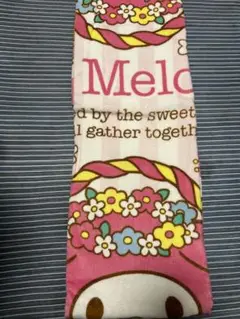 Melo
d by the sweet
l gather togeth